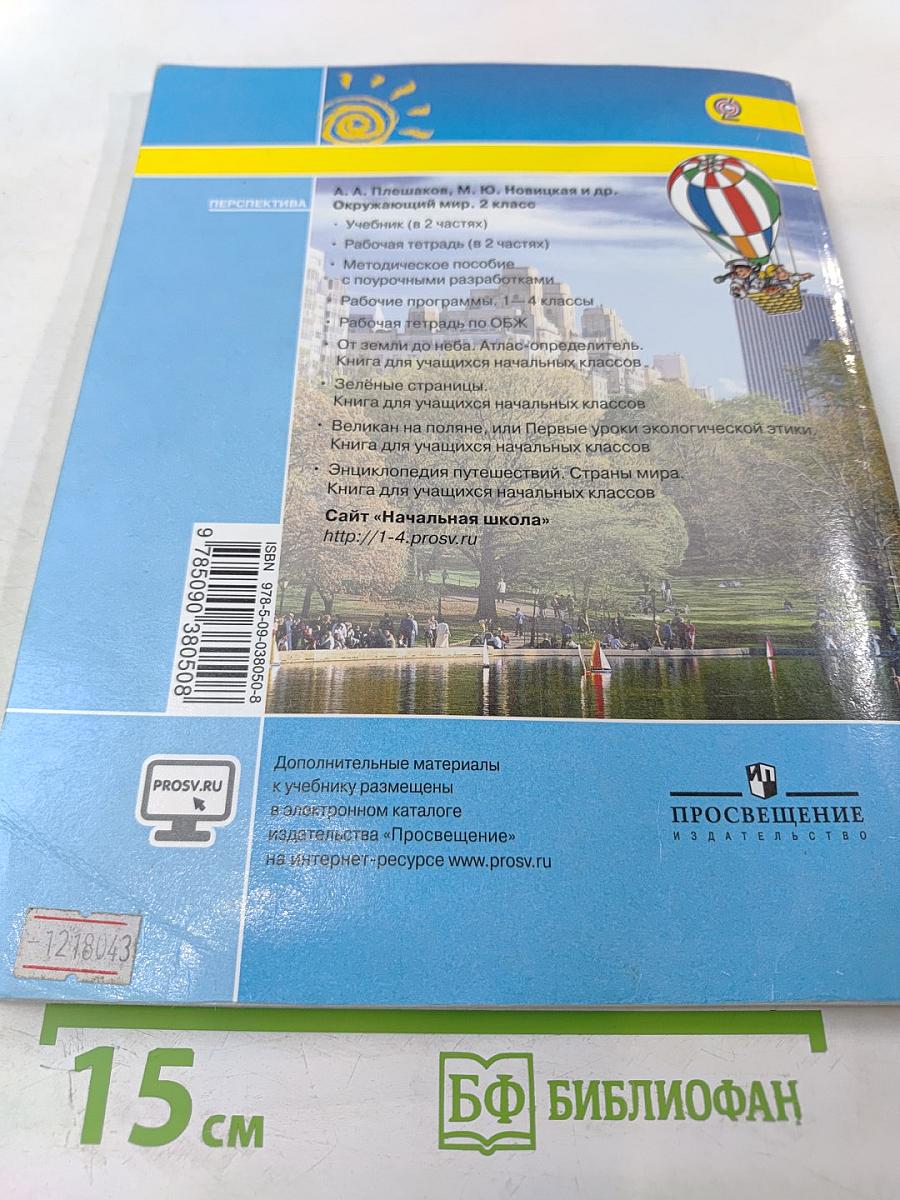 ПЕРСПЕКТИВА
А. А. Плешаков, М. Ю. Новицкая и др.
Окружающий мир. 2 класс
· Учебник (в 2 частях)
· Рабочая тетрадь (в 2 частях)
· Методическое пособие
с поурочными разработками
· Рабочие программы. 1—4 классы
· Рабочая тетрадь по ОБЖ
· От земли до неба. Атлас-определитель.
Книга для учащихся начальных классов
· Зелёные страницы.
Книга для учащихся начальных классов
· Великан на поляне, или Первые уроки экологической этики.
Книга для учащихся начальных классов
· Энциклопедия путешествий. Страны мира.
Книга для учащихся начальных классов
Сайт «Начальная школа»
http://1-4.prosv.ru
ISBN 978-5-09-038050-8
9 785090 380508
PROSV.RU
Дополнительные материалы
к учебнику размещены
в электронном каталоге
издательства «Просвещение»
на интернет-ресурсе www.prosv.ru
ИП
ПРОСВЕЩЕНИЕ
ИЗДАТЕЛЬСТВО
-1218043
15 см
БФ БИБЛИОФАН